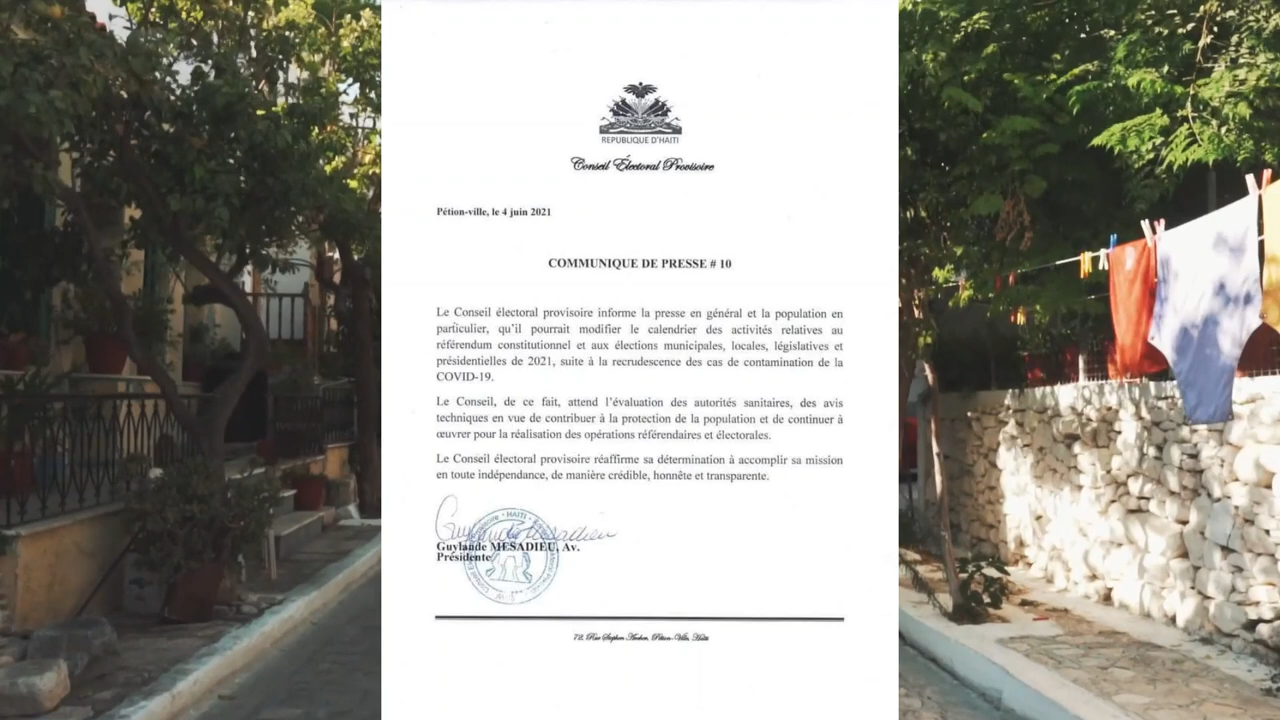 REPUBLIQUE D'HAITI
Conseil Électoral Provisoire
Pétion-ville, le 4 juin 2021
COMMUNIQUE DE PRESSE # 10
Le Conseil électoral provisoire informe la presse en général et la population en
particulier, qu'il pourrait modifier le calendrier des activités relatives au
référendum constitutionnel et aux élections municipales, locales, législatives et
présidentielles de 2021, suite à la recrudescence des cas de contamination de la
COVID-19.
Le Conseil, de ce fait, attend l'évaluation des autorités sanitaires, des avis
techniques en vue de contribuer à la protection de la population et de continuer à
œuvrer pour la réalisation des opérations référendaires et électorales.
Le Conseil électoral provisoire réaffirme sa détermination à accomplir sa mission
en toute indépendance, de manière crédible, honnête et transparente.
Guylande Mesadieu
HAITI
Guylande MESADIEU, Av.
Présidente
72, Rue Stephen Archer, Pétion-Ville, Haïti